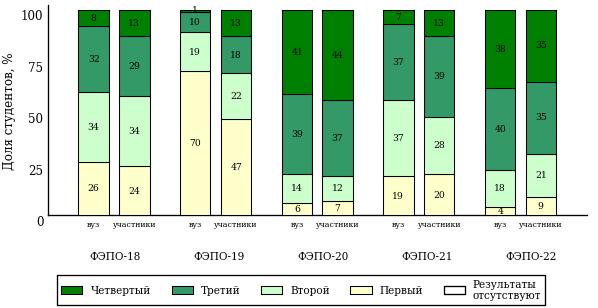 Доля студентов, %
100
75
50
25
0
8 13 1 10 13 41 44 7 13 38 35
32 29 19 18 39 37 37 39 40 35
34 34 22 14 12 37 28 18 21
26 24 70 47 6 7 19 20 4 9
вуз участники вуз участники вуз участники вуз участники вуз участники
ФЭПО-18 ФЭПО-19 ФЭПО-20 ФЭПО-21 ФЭПО-22
Четвертый Третий Второй Первый Результаты
отсутствуют